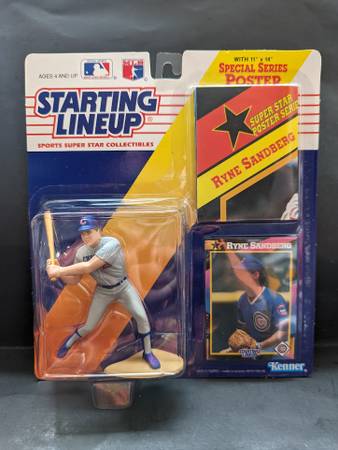 AGES 4 AND UP
WITH 11" x 14"
SPECIAL SERIES
POSTER
STARTING
LINEUP
SPORTS SUPER STAR COLLECTIBLES
SUPER STAR
POSTER SERIES
RYNE SANDBERG
RYNE SANDBERG
Kenner